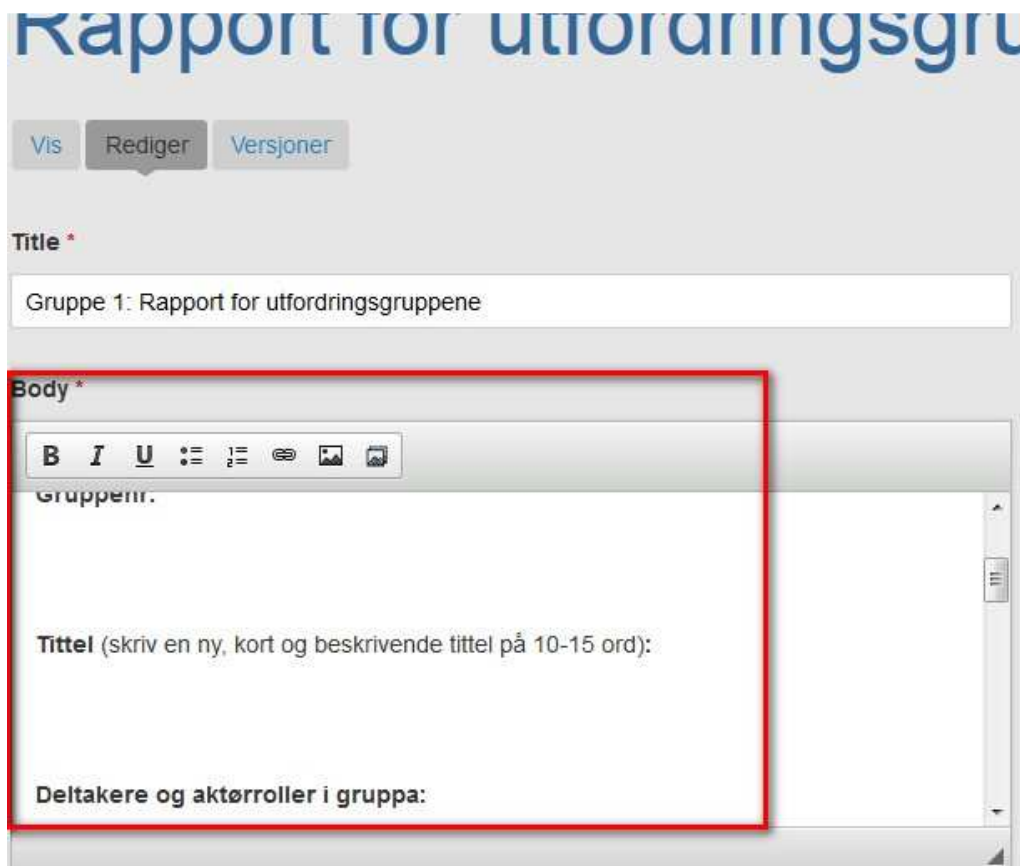 Rapport for utfordringsgru
Vis Rediger Versjoner
Title *
Gruppe 1: Rapport for utfordringsgruppene
Body *
B I U
Gruppenr:
Tittel (skriv en ny, kort og beskrivende tittel på 10-15 ord):
Deltakere og aktørroller i gruppa: